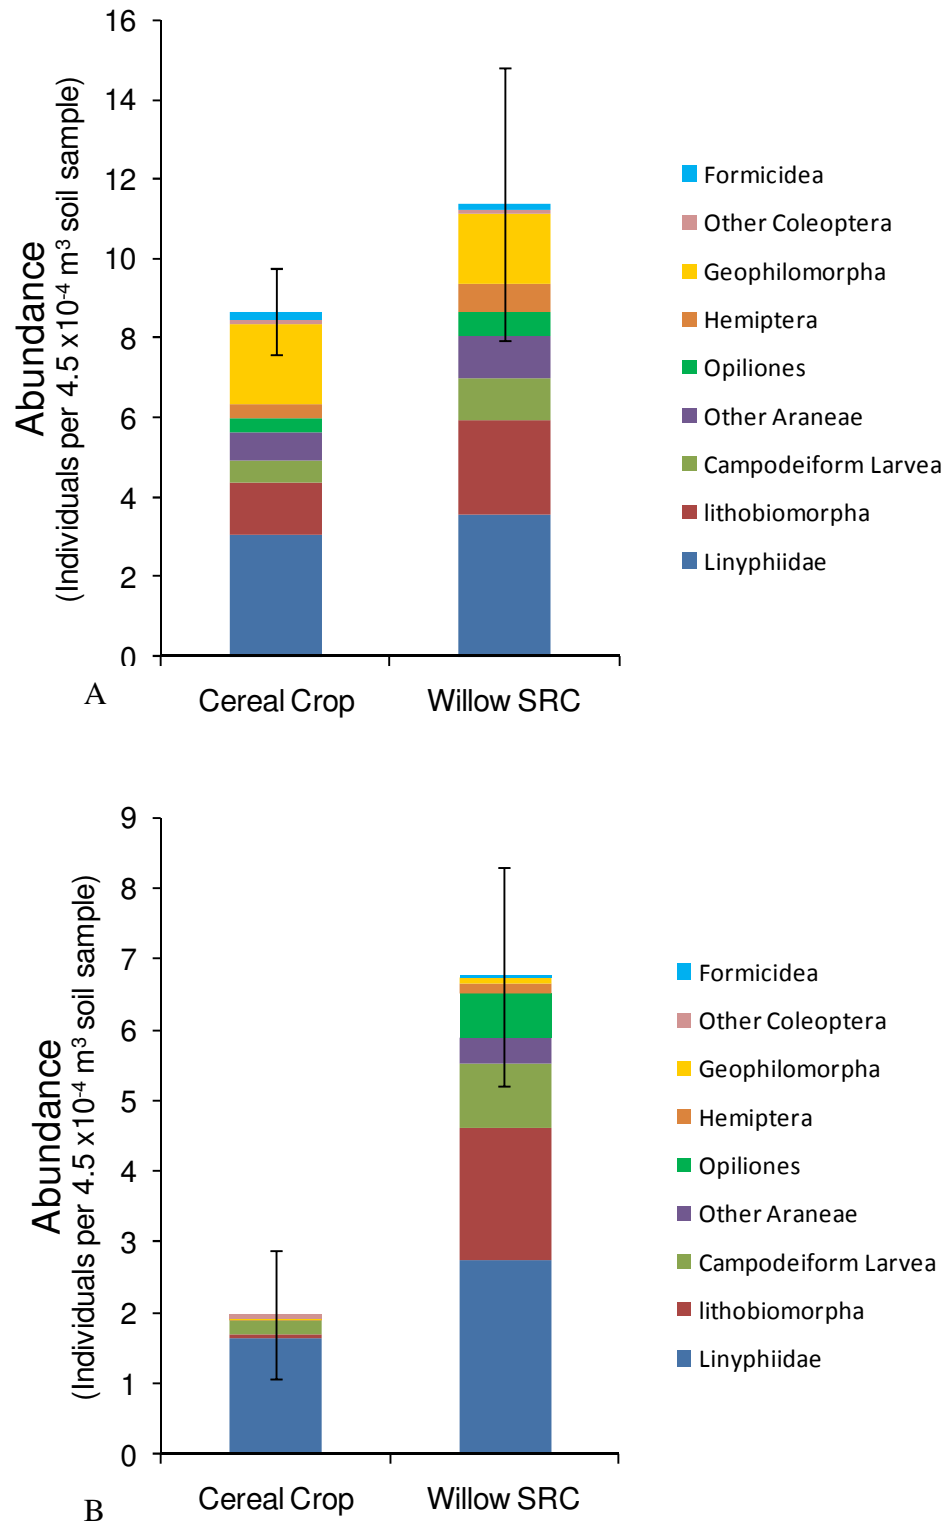 16
14
12
10
8
6
4
2
0
Abundance
(Individuals per 4.5 x10-4 m3 soil sample)
Formicidea
Other Coleoptera
Geophilomorpha
Hemiptera
Opiliones
Other Araneae
Campodeiform Larvea
lithobiomorpha
Linyphiidae
Cereal Crop
Willow SRC
A
9
8
7
6
5
4
3
2
1
0
Abundance
(Individuals per 4.5 x10-4 m3 soil sample)
Formicidea
Other Coleoptera
Geophilomorpha
Hemiptera
Opiliones
Other Araneae
Campodeiform Larvea
lithobiomorpha
Linyphiidae
Cereal Crop
Willow SRC
B